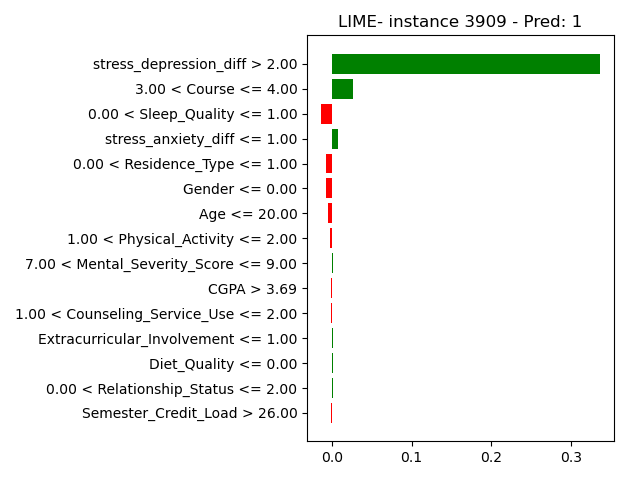 LIME- instance 3909 - Pred: 1
stress_depression_diff > 2.00
3.00 < Course <= 4.00
0.00 < Sleep_Quality <= 1.00
stress_anxiety_diff <= 1.00
0.00 < Residence_Type <= 1.00
Gender <= 0.00
Age <= 20.00
1.00 < Physical_Activity <= 2.00
7.00 < Mental_Severity_Score <= 9.00
CGPA > 3.69
1.00 < Counseling_Service_Use <= 2.00
Extracurricular_Involvement <= 1.00
Diet_Quality <= 0.00
0.00 < Relationship_Status <= 2.00
Semester_Credit_Load > 26.00
0.0 0.1 0.2 0.3